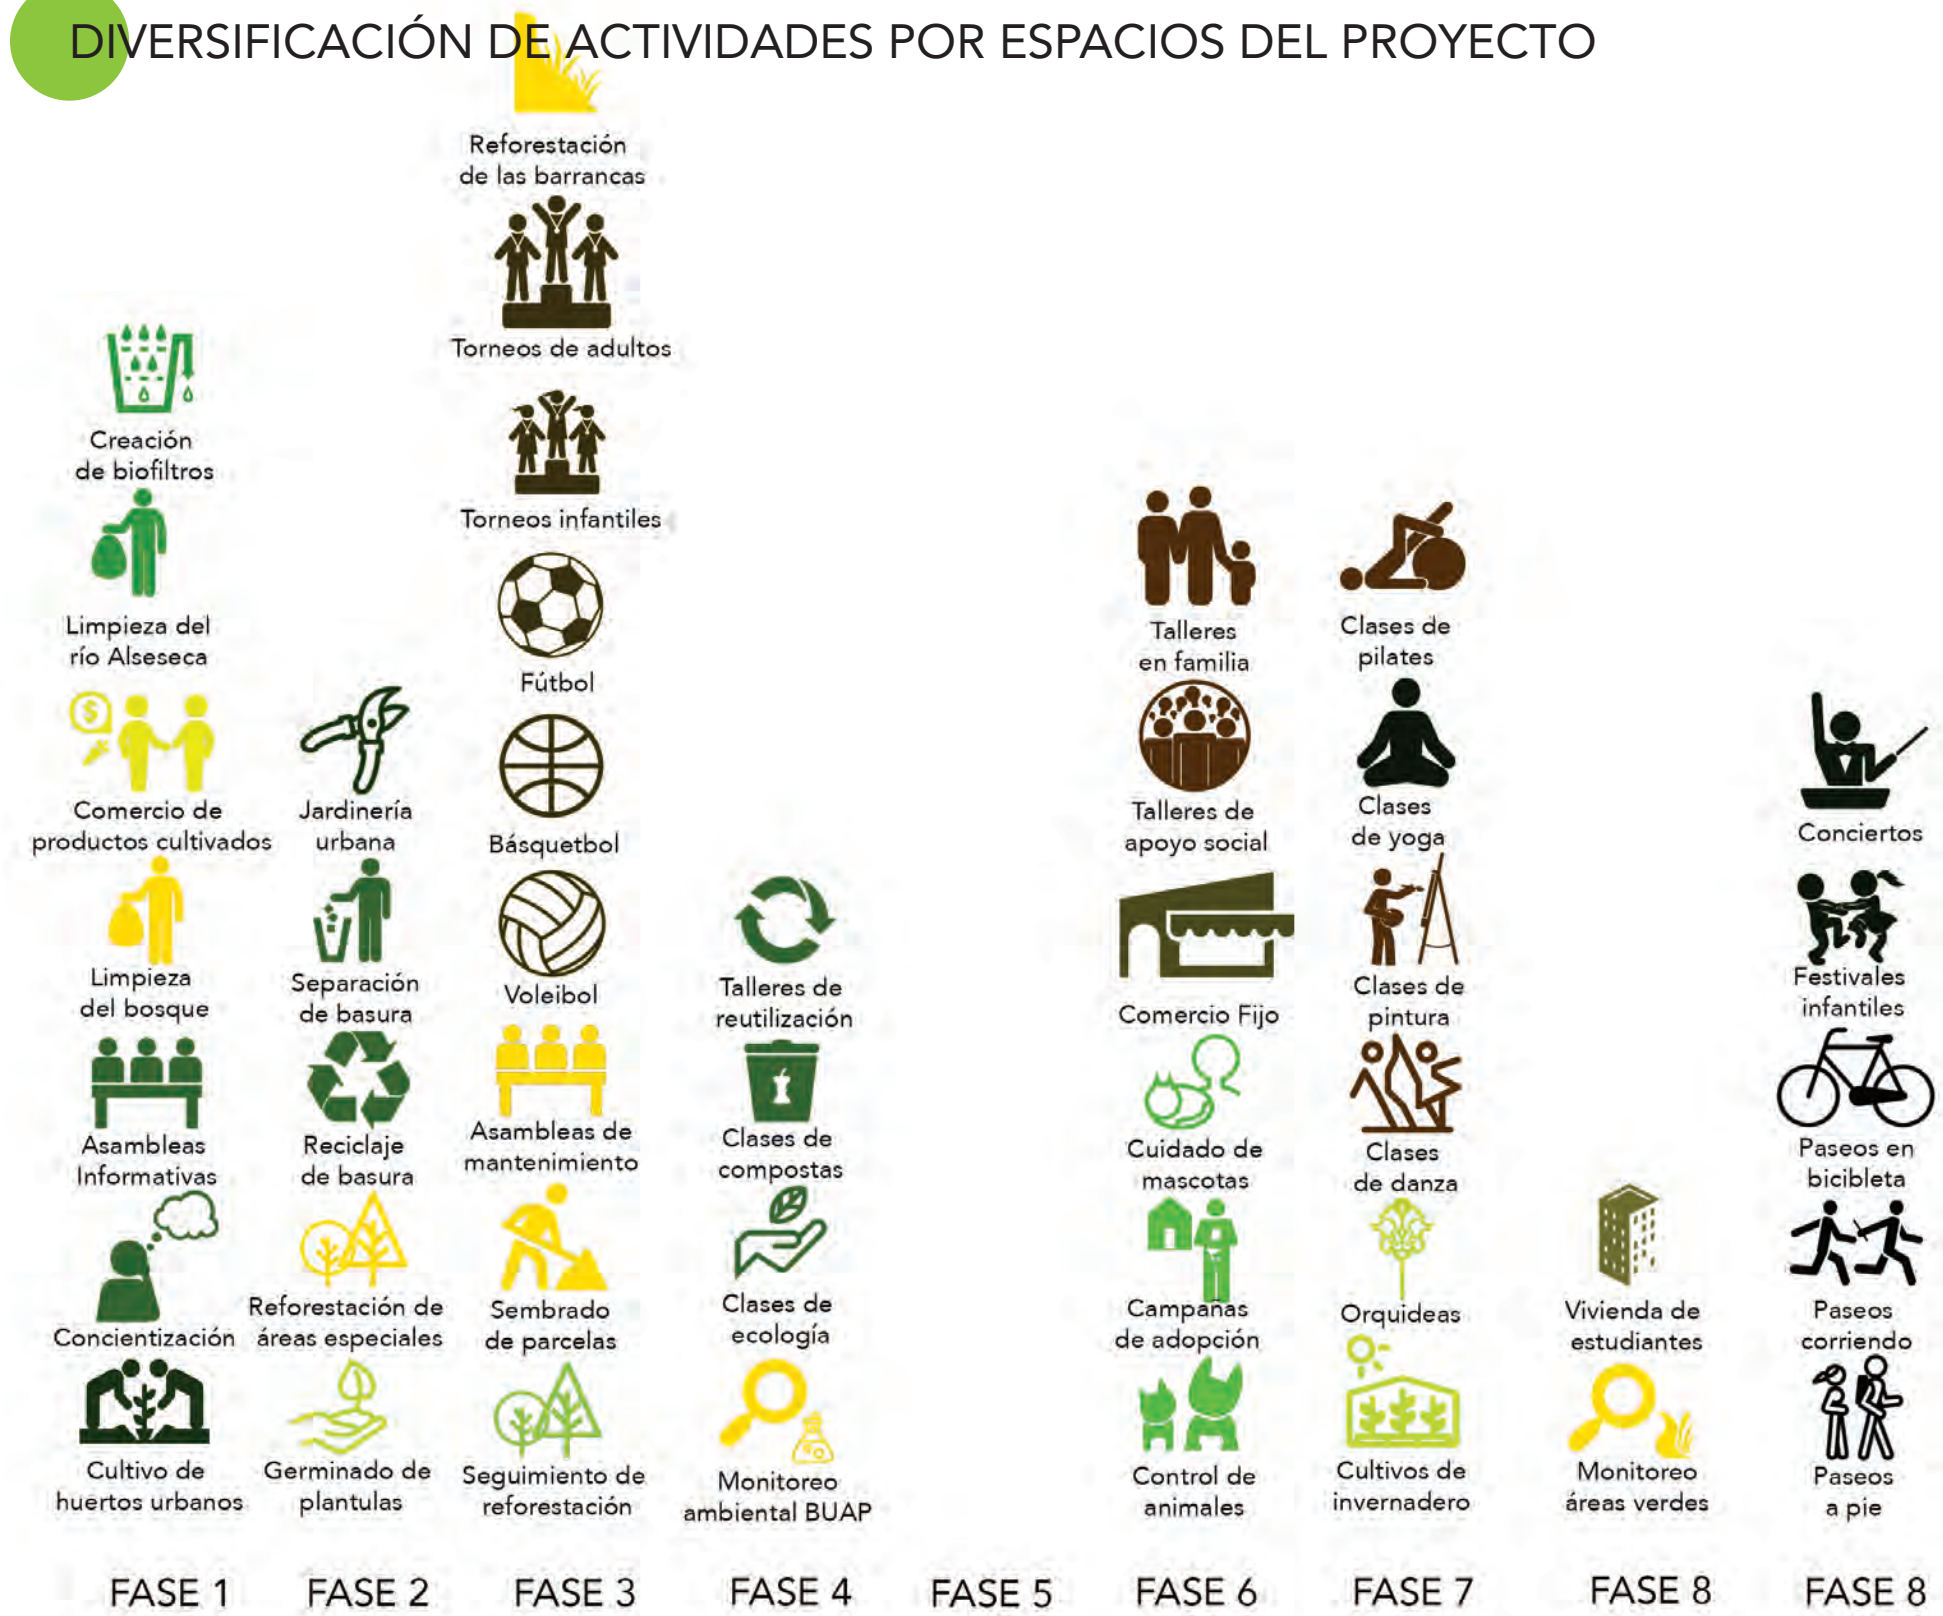 DIVERSIFICACIÓN DE ACTIVIDADES POR ESPACIOS DEL PROYECTO
Creación
de biofiltros
Limpieza del
río Alseseca
Comercio de
productos cultivados
Limpieza
del bosque
Asambleas
Informativas
Concientización
Cultivo de
huertos urbanos
FASE 1
Jardinería
urbana
Separación
de basura
Reciclaje
de basura
Reforestación de
áreas especiales
Germinado de
plantulas
FASE 2
Reforestación
de las barrancas
Torneos de adultos
Torneos infantiles
Fútbol
Básquetbol
Voleibol
Asambleas de
mantenimiento
Sembrado
de parcelas
Seguimiento de
reforestación
FASE 3
Talleres de
reutilización
Clases de
compostas
Clases de
ecología
Monitoreo
ambiental BUAP
FASE 4
FASE 5
Talleres
en familia
Talleres de
apoyo social
Comercio Fijo
Cuidado de
mascotas
Campañas
de adopción
Control de
animales
FASE 6
Clases de
pilates
Clases
de yoga
Clases de
pintura
Clases
de danza
Orquideas
Cultivos de
invernadero
FASE 7
Vivienda de
estudiantes
Monitoreo
áreas verdes
FASE 8
Conciertos
Festivales
infantiles
Paseos en
bicibleta
Paseos
corriendo
Paseos
a pie
FASE 8